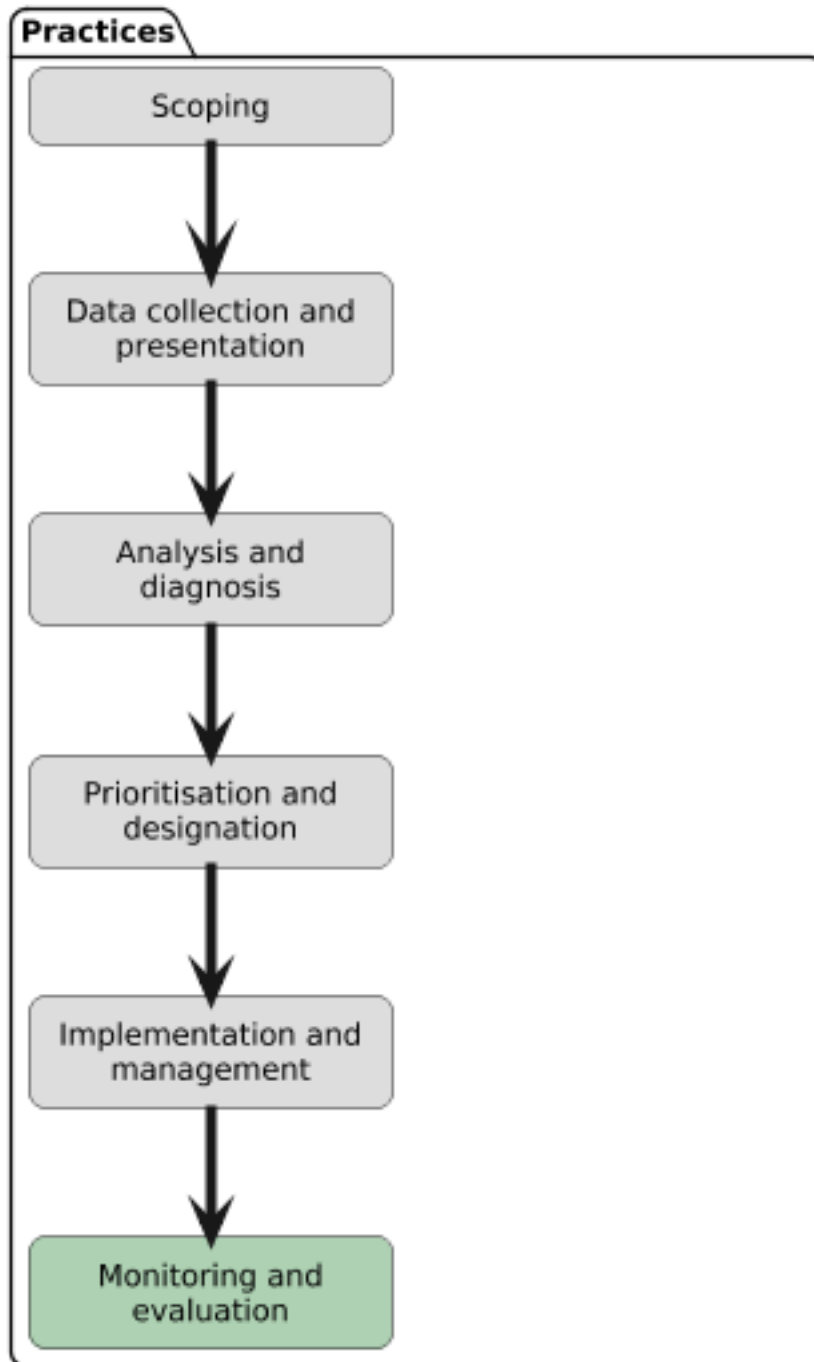 Practices
Scoping
Data collection and
presentation
Analysis and
diagnosis
Prioritisation and
designation
Implementation and
management
Monitoring and
evaluation